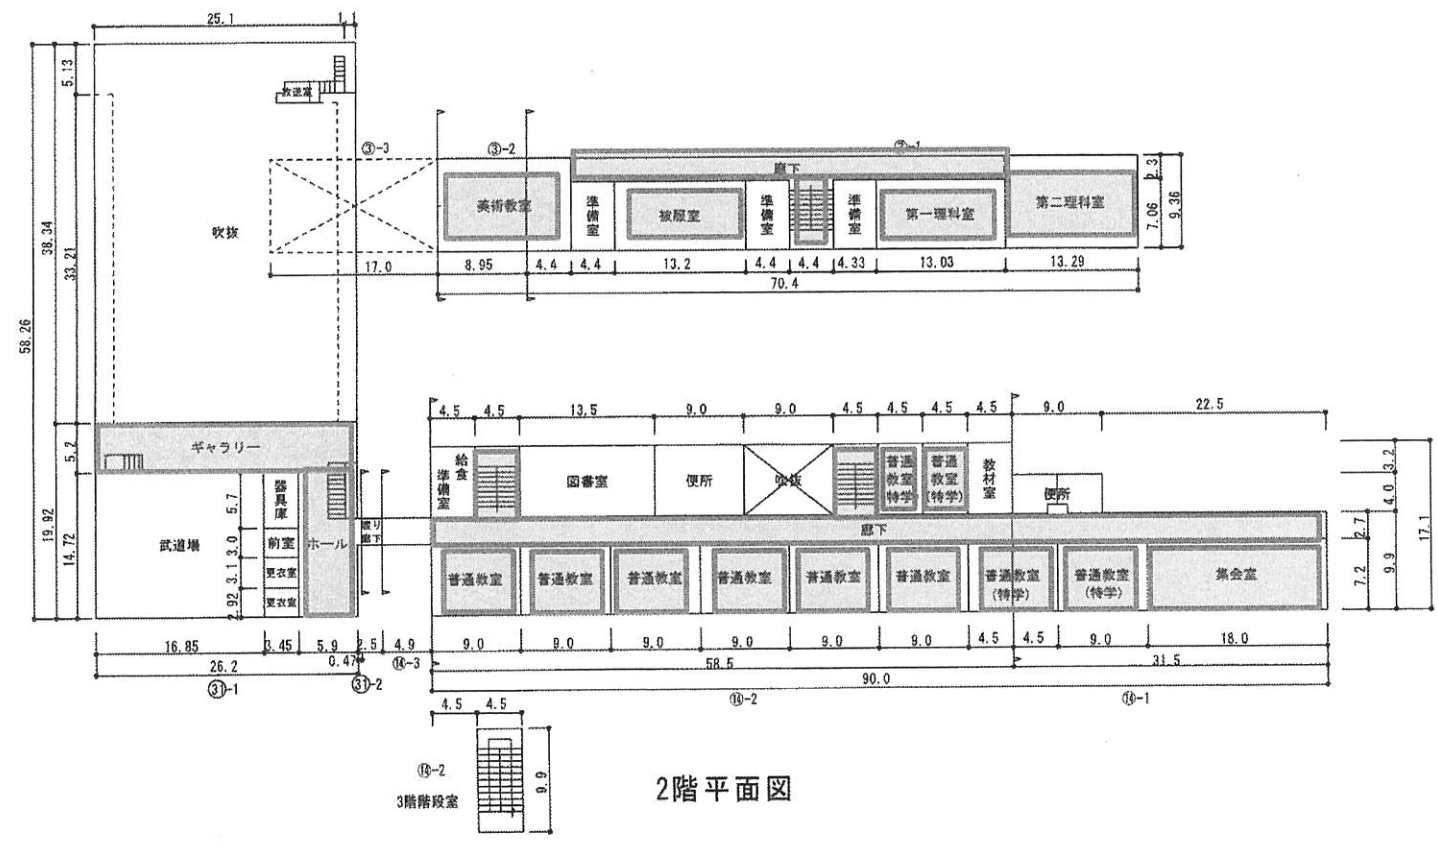 25.1
1.1
5.13
放送室
38.34
33.21
58.26
吹抜
③-3
③-2
廊下
2.3
7.06
9.36
美術教室
準備室
被服室
準備室
準備室
第一理科室
第二理科室
17.0
8.95
4.4
4.4
13.2
4.4
4.4
4.33
13.03
13.29
70.4
4.5
4.5
13.5
9.0
9.0
4.5
4.5
4.5
4.5
9.0
22.5
5.2
ギャラリー
給食
準備室
図書室
便所
吹抜
普通
教室
(特学)
普通
教室
(特学)
教材室
便所
3.2
4.0
17.1
19.92
14.72
5.7
器具庫
武道場
3.0
前室
ホール
渡り
廊下
廊下
2.7
3.1
更衣室
2.92
更衣室
普通教室
普通教室
普通教室
普通教室
普通教室
普通教室
普通教室
(特学)
普通教室
(特学)
集会室
7.2
9.9
16.85
3.45
5.9
2.5
4.9
9.0
9.0
9.0
9.0
9.0
9.0
4.5
4.5
9.0
18.0
26.2
0.47
⑭-3
58.5
31.5
㉛-1
㉛-2
90.0
⑭-2
⑭-1
4.5
4.5
⑭-2
3階階段室
9.9
2階平面図